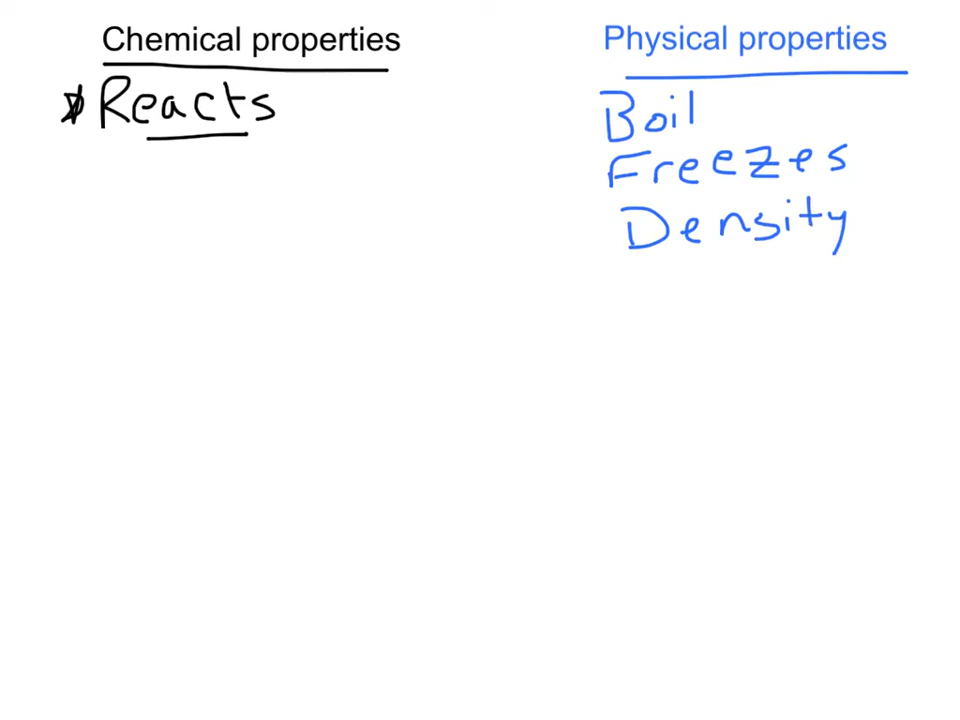 Chemical properties
Reacts
Physical properties
Boil
Freezes
Density